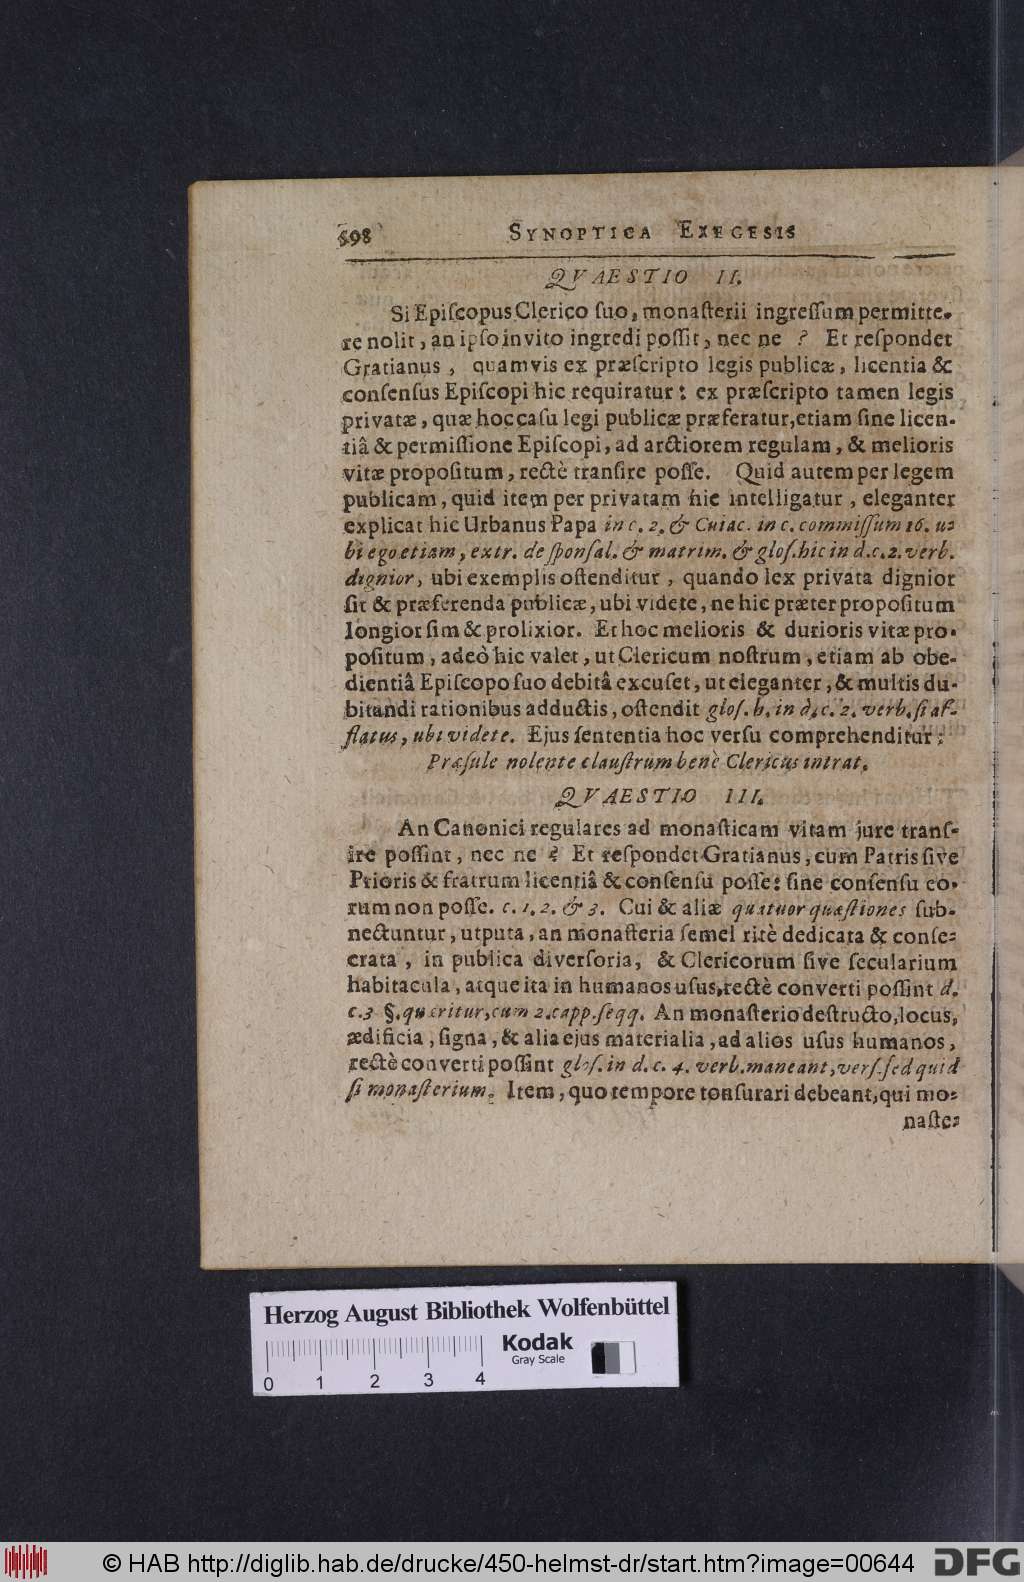 598 SYNOPTICA EXEGESIS
QVAESTIO II.
Si Epiſcopus Clerico ſuo, monaſterii ingreſſum permitte-
re nolit, an ipſo invito ingredi poſſit, nec ne ? Et reſpondet
Gratianus, quamvis ex præſcripto legis publicæ, licentia &
conſenſus Epiſcopi hic requiratur: ex præſcripto tamen legis
privatæ, quæ hoc caſu legi publicæ præferatur, etiam ſine licen-
tiâ & permiſſione Epiſcopi, ad arctiorem regulam, & melioris
vitæ propoſitum, rectè tranſire poſſe. Quid autem per legem
publicam, quid item per privatam hic intelligatur, eleganter
explicat hic Urbanus Papa in c. 2. & Cuiac. in c. commiſſum 16. u-
bi ego etiam, extr. de ſponſal. & matrim. & gloſ. hic in d. c. 2. verb.
dignior, ubi exemplis oſtenditur, quando lex privata dignior
ſit & præferenda publicæ, ubi videte, ne hic præter propoſitum
longior ſim & prolixior. Et hoc melioris & durioris vitæ pro-
poſitum, adeò hic valet, ut Clericum noſtrum, etiam ab obe-
dientiâ Epiſcopo ſuo debitâ excuſet, ut eleganter, & multis du-
bitandi rationibus adductis, oſtendit gloſ. h. in d. c. 2. verb. ſi af-
flatus, ubi videte. Ejus ſententia hoc verſu comprehenditur:
Præſule nolente clauſtrum benè Clericus intrat.
QVAESTIO III.
An Canonici regulares ad monaſticam vitam jure tranſ-
ire poſſint, nec ne ? Et reſpondet Gratianus, cum Patris ſive
Prioris & fratrum licentiâ & conſenſu poſſe: ſine conſenſu eo-
rum non poſſe. c. 1. 2. & 3. Cui & aliæ quatuor quæſtiones ſub-
nectuntur, utputa, an monaſteria ſemel ritè dedicata & conſe-
crata, in publica diverſoria, & Clericorum ſive ſecularium
habitacula, atque ita in humanos uſus, rectè converti poſſint d.
c. 3 §. quæritur, cum 2. capp. ſeqq. An monaſterio deſtructo, locus,
ædificia, ſigna, & alia ejus materialia, ad alios uſus humanos,
rectè converti poſſint gloſ. in d. c. 4. verb. maneant, verſ. ſed quid
ſi monaſterium. Item, quo tempore tonſurari debeant, qui mo-
naſte-
Herzog August Bibliothek Wolfenbüttel
Kodak
Gray Scale
0 1 2 3 4
© HAB http://diglib.hab.de/drucke/450-helmst-dr/start.htm?image=00644 DFG